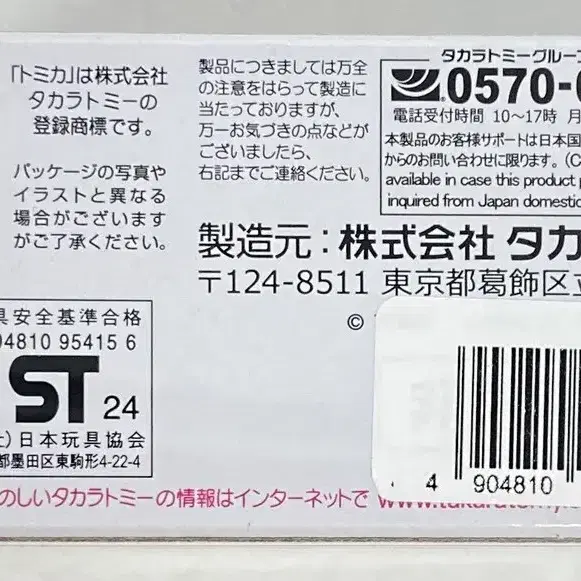 「トミカ」は株式会社
タカラトミーの
登録商標です。
パッケージの写真や
イラストと異なる
場合がございます
がご了承ください。
製品につきましては万全
の注意をはらって製造に
当たっておりますが、
万一お気づきの点などが
ございましたら、
右記までご連絡ください。
タカラトミーグループ
0570-0
電話受付時間 10～17時 月
本製品のお客様サポートは日本国
からのお問い合わせに限ります。(C
available in case this product
inquired from Japan domestic
製造元：株式会社 タカ
〒124-8511 東京都葛飾区立
©
具安全基準合格
04810 95415 6
ST 24
)日本玩具協会
都墨田区東駒形4-22-4
4 904810
のしいタカラトミーの情報はインターネットで www.takaratomy.